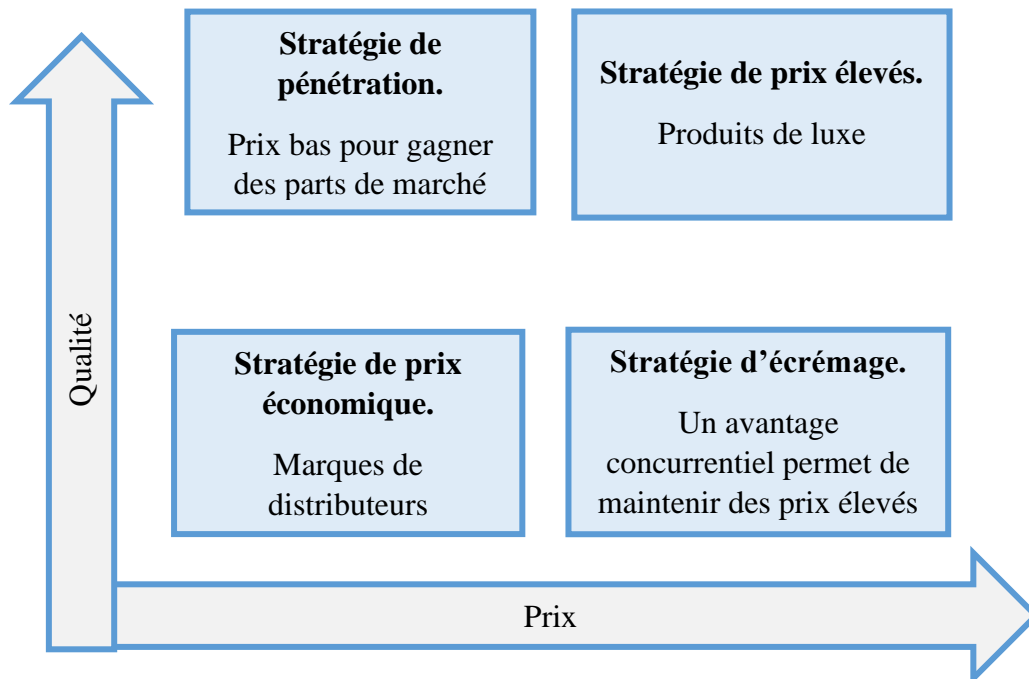 Stratégie de
pénétration.
Prix bas pour gagner
des parts de marché
Stratégie de prix élevés.
Produits de luxe
Qualité
Stratégie de prix
économique.
Marques de
distributeurs
Stratégie d’écrémage.
Un avantage
concurrentiel permet de
maintenir des prix élevés
Prix